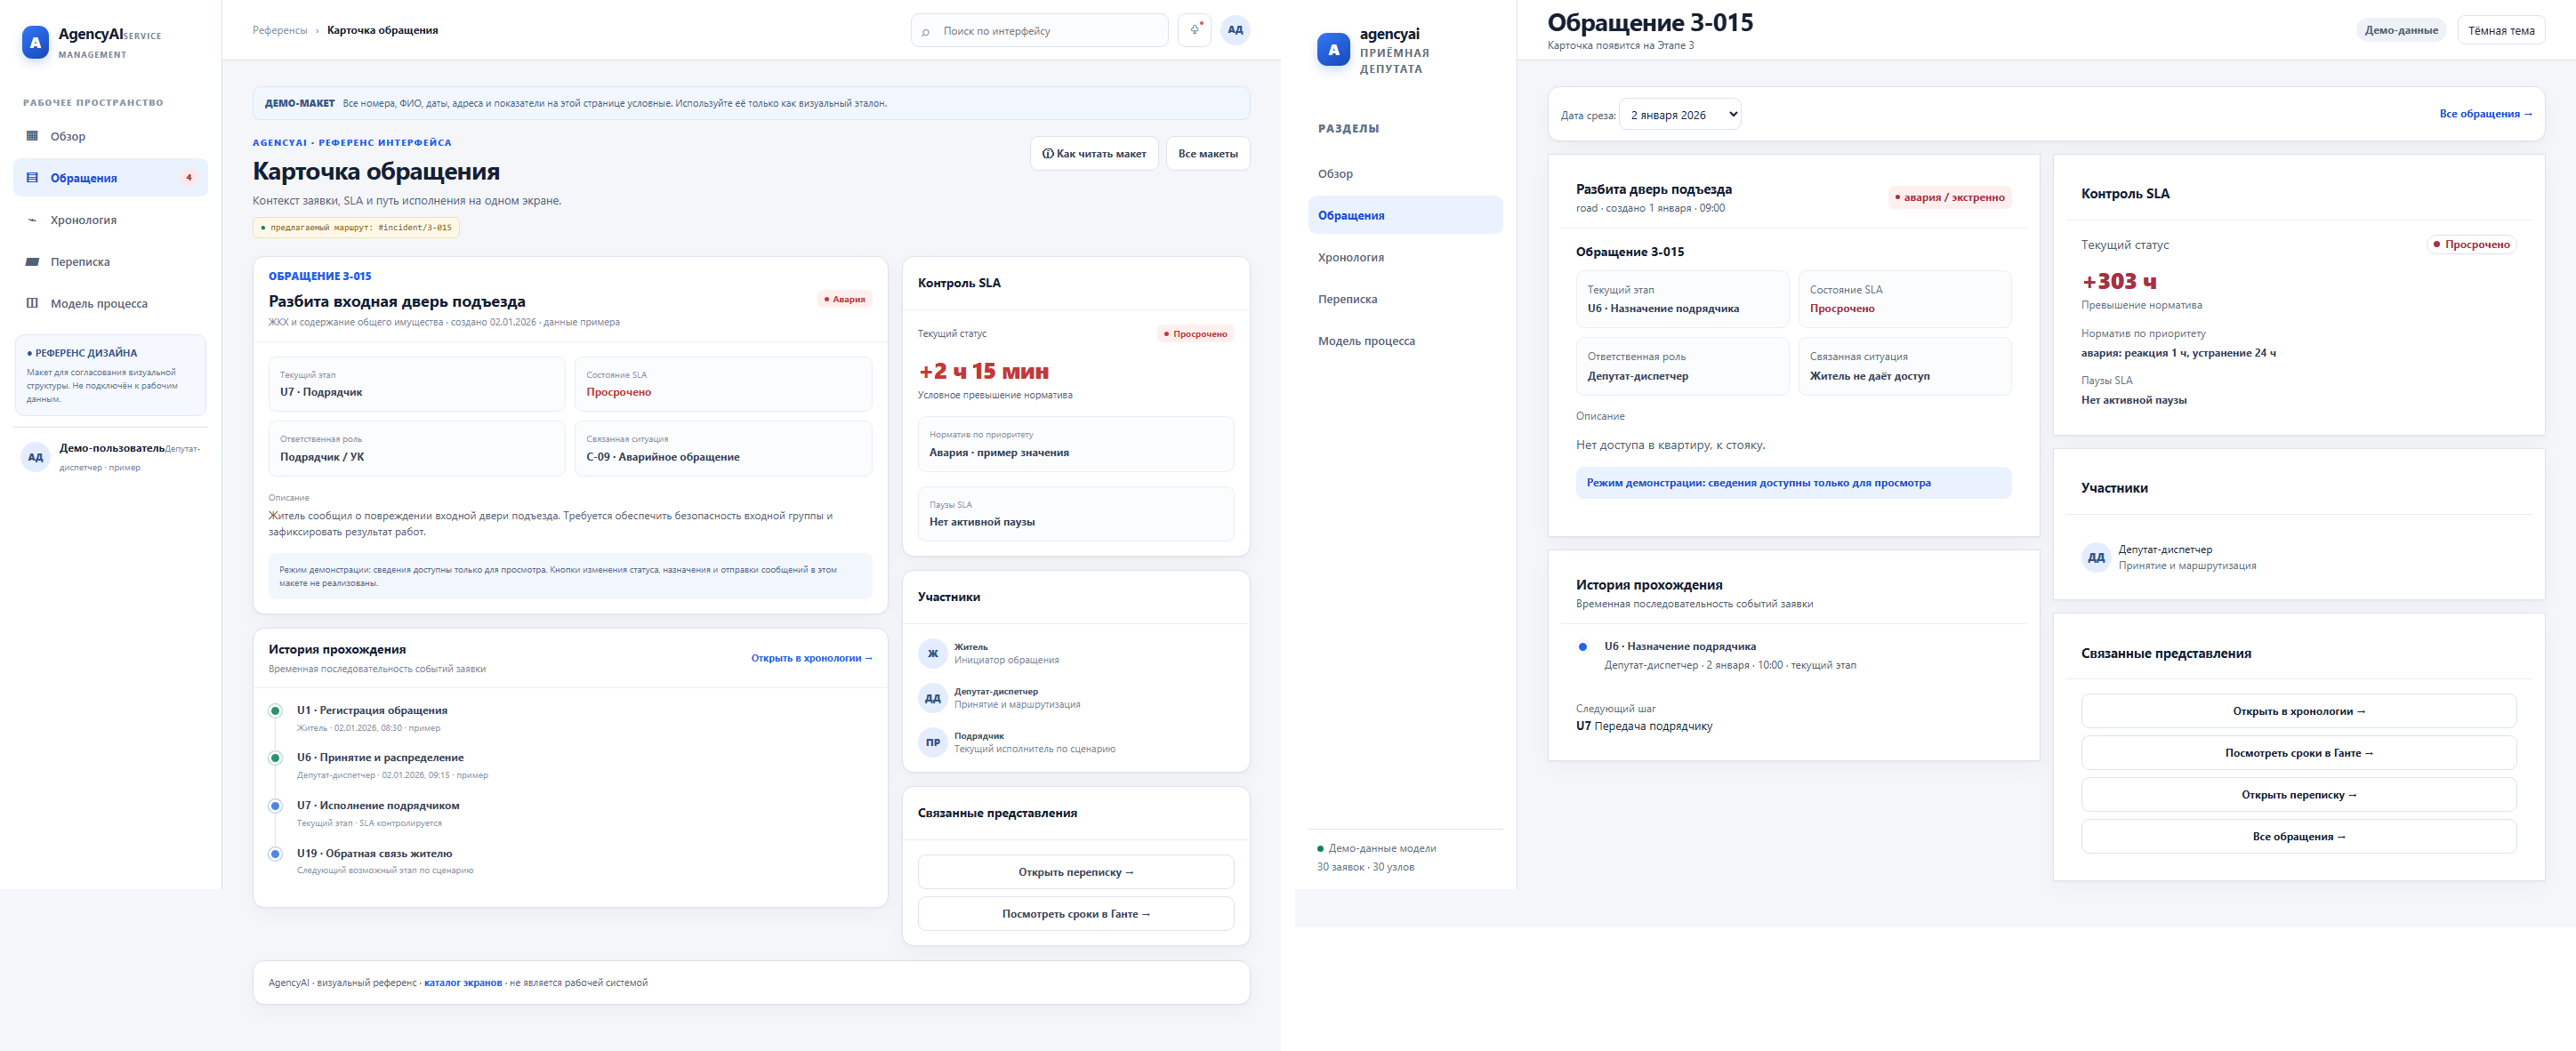 AgencyAI SERVICE MANAGEMENT
РАБОЧЕЕ ПРОСТРАНСТВО
Обзор
Обращения 4
Хронология
Переписка
Модель процесса
• РЕФЕРЕНС ДИЗАЙНА
Макет для согласования визуальной
структуры. Не подключён к рабочим
данным.
АД
Демо-пользователь Депутат-
диспетчер · пример
Референсы › Карточка обращения
Поиск по интерфейсу
АД
ДЕМО-МАКЕТ Все номера, ФИО, даты, адреса и показатели на этой странице условные. Используйте её только как визуальный эталон.
AGENCYAI · РЕФЕРЕНС ИНТЕРФЕЙСА
Карточка обращения
Контекст заявки, SLA и путь исполнения на одном экране.
предлагаемый маршрут: #incident/3-015
ⓘ Как читать макет
Все макеты
ОБРАЩЕНИЕ 3-015
Разбита входная дверь подъезда
Авария
ЖКХ и содержание общего имущества · создано 02.01.2026 · данные примера
Текущий этап
U7 · Подрядчик
Состояние SLA
Просрочено
Ответственная роль
Подрядчик / УК
Связанная ситуация
С-09 · Аварийное обращение
Описание
Житель сообщил о повреждении входной двери подъезда. Требуется обеспечить безопасность входной группы и
зафиксировать результат работ.
Режим демонстрации: сведения доступны только для просмотра. Кнопки изменения статуса, назначения и отправки сообщений в этом
макете не реализованы.
История прохождения
Временная последовательность событий заявки
Открыть в хронологии →
U1 · Регистрация обращения
Житель · 02.01.2026, 08:30 · пример
U6 · Принятие и распределение
Депутат-диспетчер · 02.01.2026, 09:15 · пример
U7 · Исполнение подрядчиком
Текущий этап · SLA контролируется
U19 · Обратная связь жителю
Следующий возможный этап по сценарию
Контроль SLA
Текущий статус
Просрочено
+2 ч 15 мин
Условное превышение норматива
Норматив по приоритету
Авария · пример значения
Паузы SLA
Нет активной паузы
Участники
Ж
Житель
Инициатор обращения
ДД
Депутат-диспетчер
Принятие и маршрутизация
ПР
Подрядчик
Текущий исполнитель по сценарию
Связанные представления
Открыть переписку →
Посмотреть сроки в Ганте →
AgencyAI · визуальный референс · каталог экранов · не является рабочей системой
A
agencyai
ПРИЁМНАЯ
ДЕПУТАТА
РАЗДЕЛЫ
Обзор
Обращения
Хронология
Переписка
Модель процесса
Демо-данные модели
30 заявок · 30 узлов
Обращение 3-015
Карточка появится на Этапе 3
Демо-данные
Тёмная тема
Дата среза: 2 января 2026
Все обращения →
Разбита дверь подъезда
road · создано 1 января · 09:00
авария / экстренно
Обращение 3-015
Текущий этап
U6 · Назначение подрядчика
Состояние SLA
Просрочено
Ответственная роль
Депутат-диспетчер
Связанная ситуация
Житель не даёт доступ
Описание
Нет доступа в квартиру, к стояку.
Режим демонстрации: сведения доступны только для просмотра
История прохождения
Временная последовательность событий заявки
U6 · Назначение подрядчика
Депутат-диспетчер · 2 января · 10:00 · текущий этап
Следующий шаг
U7 Передача подрядчику
Контроль SLA
Текущий статус
Просрочено
+303 ч
Превышение норматива
Норматив по приоритету
авария: реакция 1 ч, устранение 24 ч
Паузы SLA
Нет активной паузы
Участники
ДД
Депутат-диспетчер
Принятие и маршрутизация
Связанные представления
Открыть в хронологии →
Посмотреть сроки в Ганте →
Открыть переписку →
Все обращения →